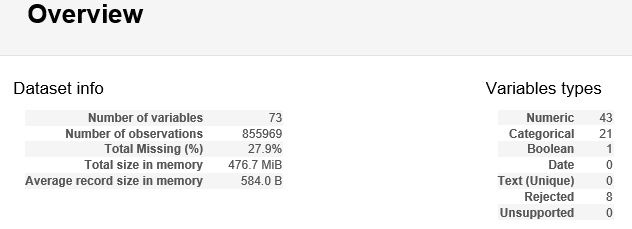 Overview
Dataset info
Number of variables 73
Number of observations 855969
Total Missing (%) 27.9%
Total size in memory 476.7 MiB
Average record size in memory 584.0 B
Variables types
Numeric 43
Categorical 21
Boolean 1
Date 0
Text (Unique) 0
Rejected 8
Unsupported 0